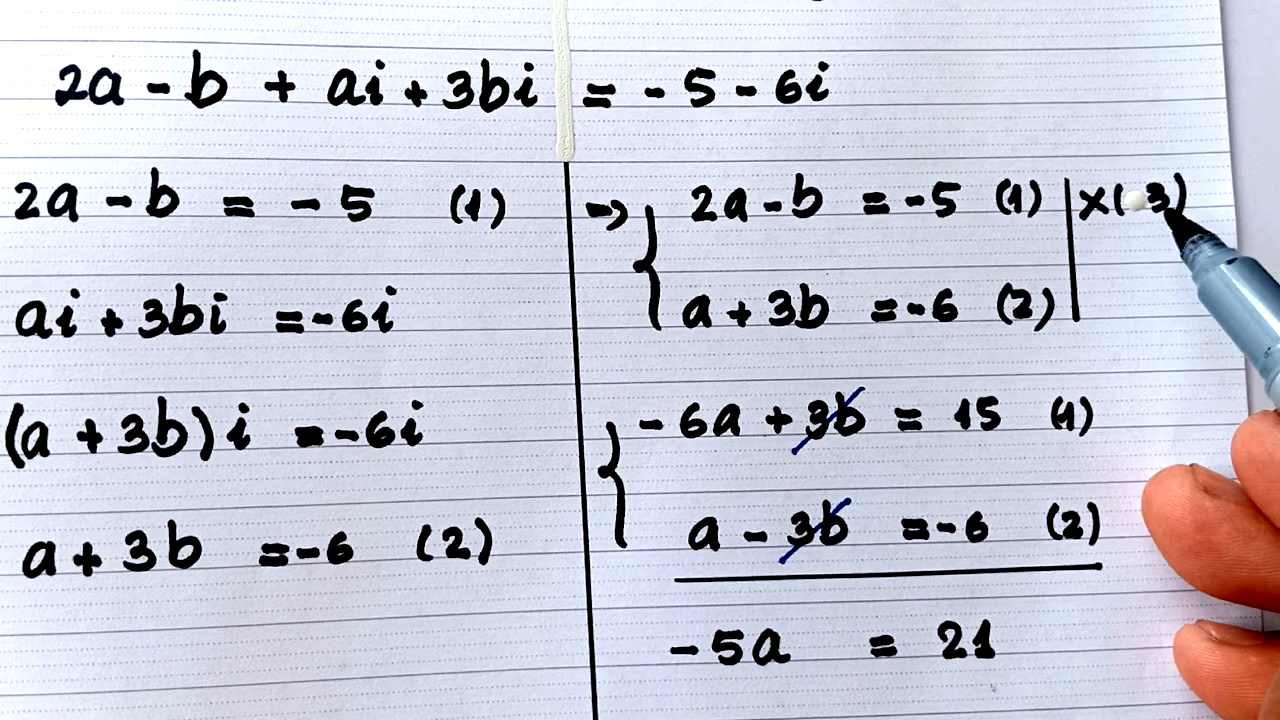 2a - b + ai + 3bi = - 5 - 6i
2a - b = - 5 (1)
ai + 3bi = -6i
(a + 3b) i = -6i
a + 3b = -6 (2)
=> { 2a - b = -5 (1) | x( 3)
a + 3b = -6 (2)
{ - 6a + 3b = 15 (1)
a - 3b = -6 (2)
- 5a = 21